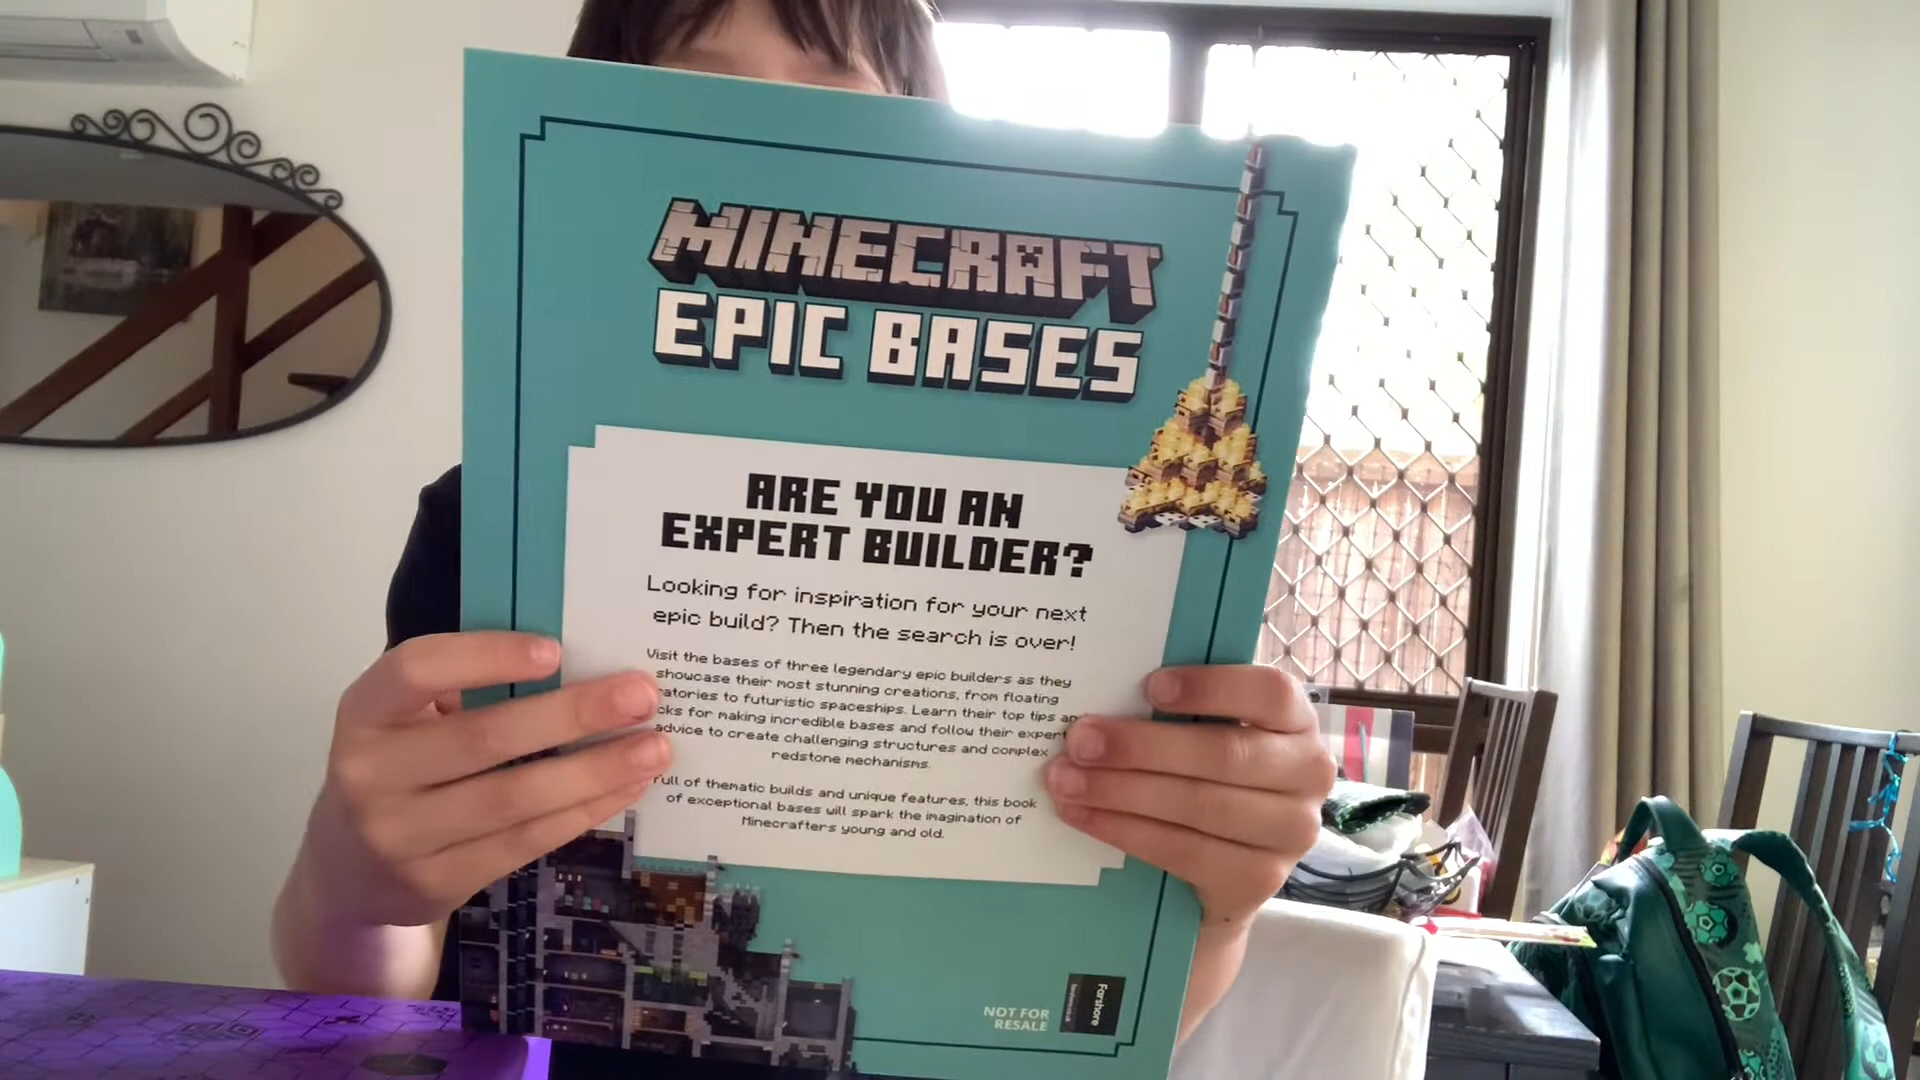 MINECRAFT
EPIC BASES
ARE YOU AN
EXPERT BUILDER?
Looking for inspiration for your next
epic build? Then the search is over!
Visit the bases of three legendary epic builders as they
showcase their most stunning creations, from floating
ratories to futuristic spaceships. Learn their top tips an
cks for making incredible bases and follow their expert
advice to create challenging structures and complex
redstone mechanisms.
Full of thematic builds and unique features, this book
of exceptional bases will spark the imagination of
Minecrafters young and old.
NOT FOR
RESALE
Farshore